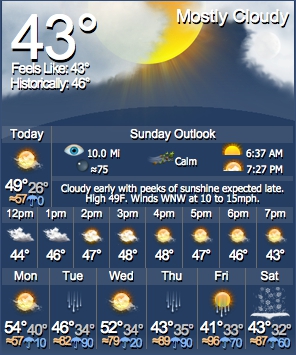 43° Mostly Cloudy
Feels Like: 43°
Historically: 46°
Today Sunday Outlook
10.0 Mi Calm 6:37 AM
≈75 7:27 PM
49° 26°
≈57 0
Cloudy early with peeks of sunshine expected late.
High 49F. Winds WNW at 10 to 15mph.
12pm 1pm 2pm 3pm 4pm 5pm 6pm 7pm
44° 46° 47° 48° 48° 47° 46° 43°
Mon Tue Wed Thu Fri Sat
54° 40° 46° 34° 52° 34° 43° 35° 41° 33° 43° 32°
≈57 10 ≈82 90 ≈79 20 ≈69 90 ≈96 70 ≈87 60